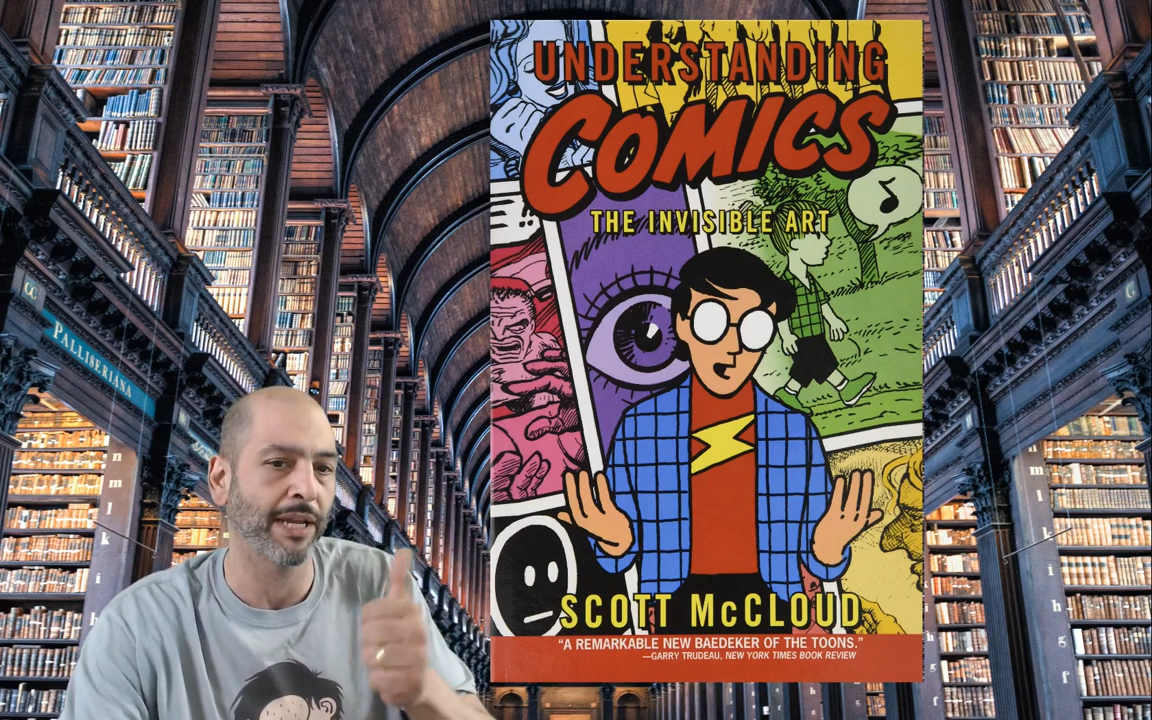 UNDERSTANDING
COMICS
THE INVISIBLE ART
SCOTT McCLOUD
"A REMARKABLE NEW BAEDEKER OF THE TOONS."
—GARRY TRUDEAU, NEW YORK TIMES BOOK REVIEW
CC
PALLISERIANA
n
m
l
k
i
h
G
m
l
k
i
h
g
f